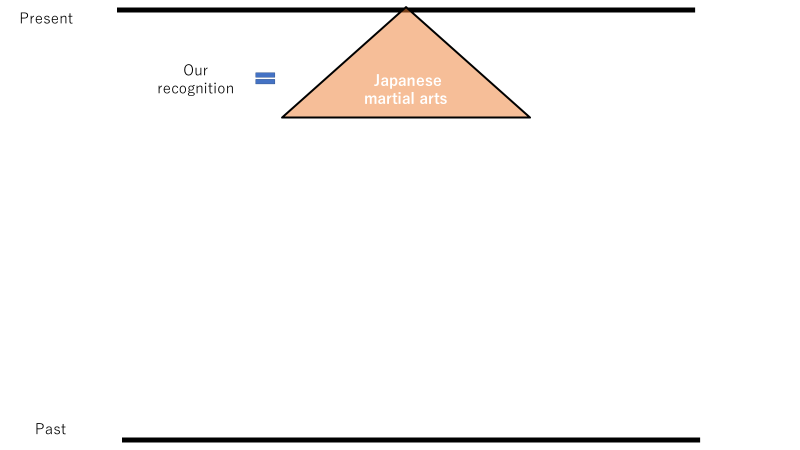 Present
Our
recognition
Japanese
martial arts
Past